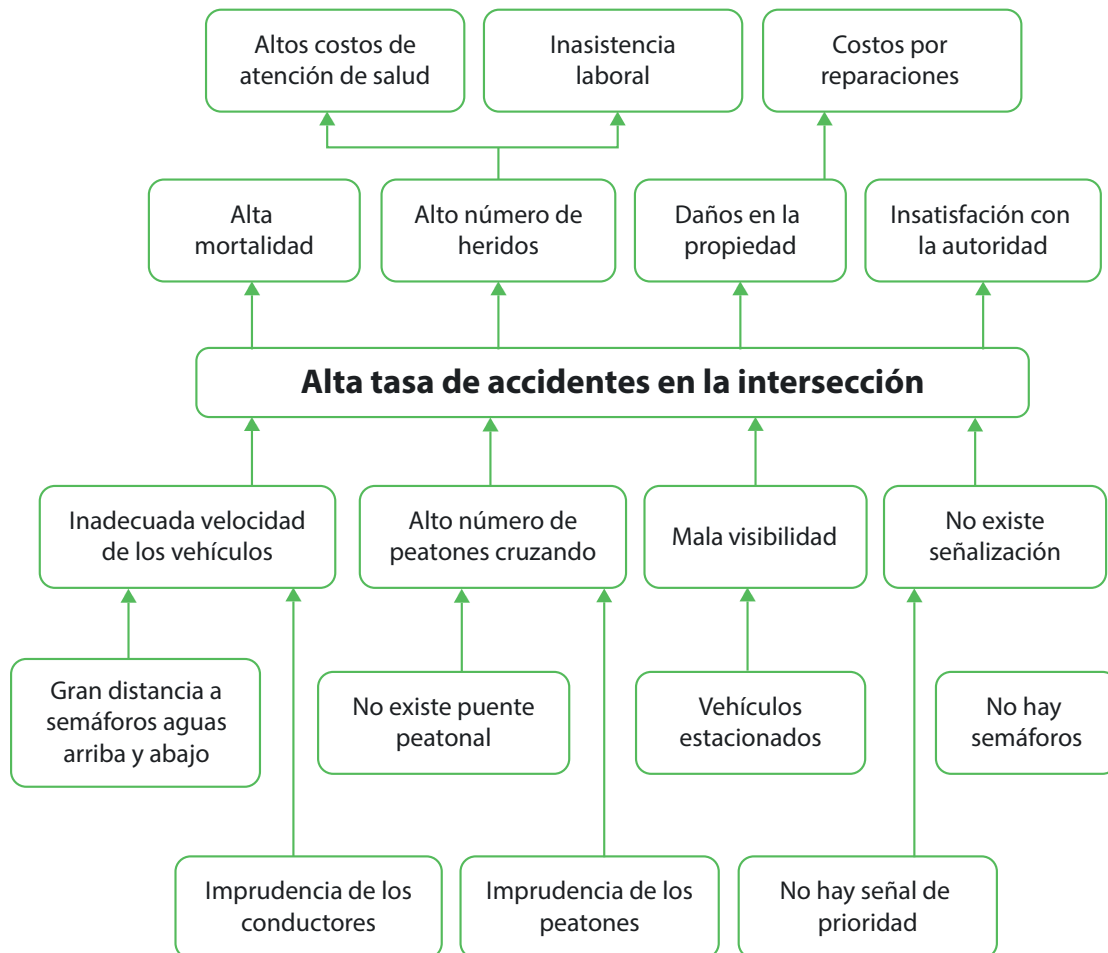 Altos costos de
atención de salud
Inasistencia
laboral
Costos por
reparaciones
Alta
mortalidad
Alto número de
heridos
Daños en la
propiedad
Insatisfación con
la autoridad
Alta tasa de accidentes en la intersección
Inadecuada velocidad
de los vehículos
Alto número de
peatones cruzando
Mala visibilidad
No existe
señalización
Gran distancia a
semáforos aguas
arriba y abajo
No existe puente
peatonal
Vehículos
estacionados
No hay
semáforos
Imprudencia de los
conductores
Imprudencia de los
peatones
No hay señal de
prioridad